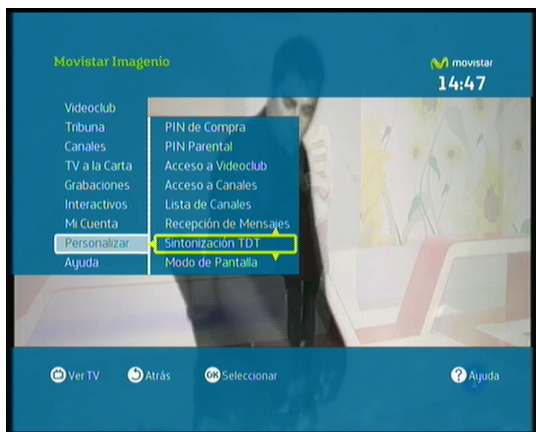 Movistar Imagenio
movistar
14:47
Videoclub
Tribuna
Canales
TV a la Carta
Grabaciones
Interactivos
Mi Cuenta
Personalizar
Ayuda
PIN de Compra
PIN Parental
Acceso a Videoclub
Acceso a Canales
Lista de Canales
Recepción de Mensajes
Sintonización TDT
Modo de Pantalla
Ver TV
Atrás
OK Seleccionar
? Ayuda